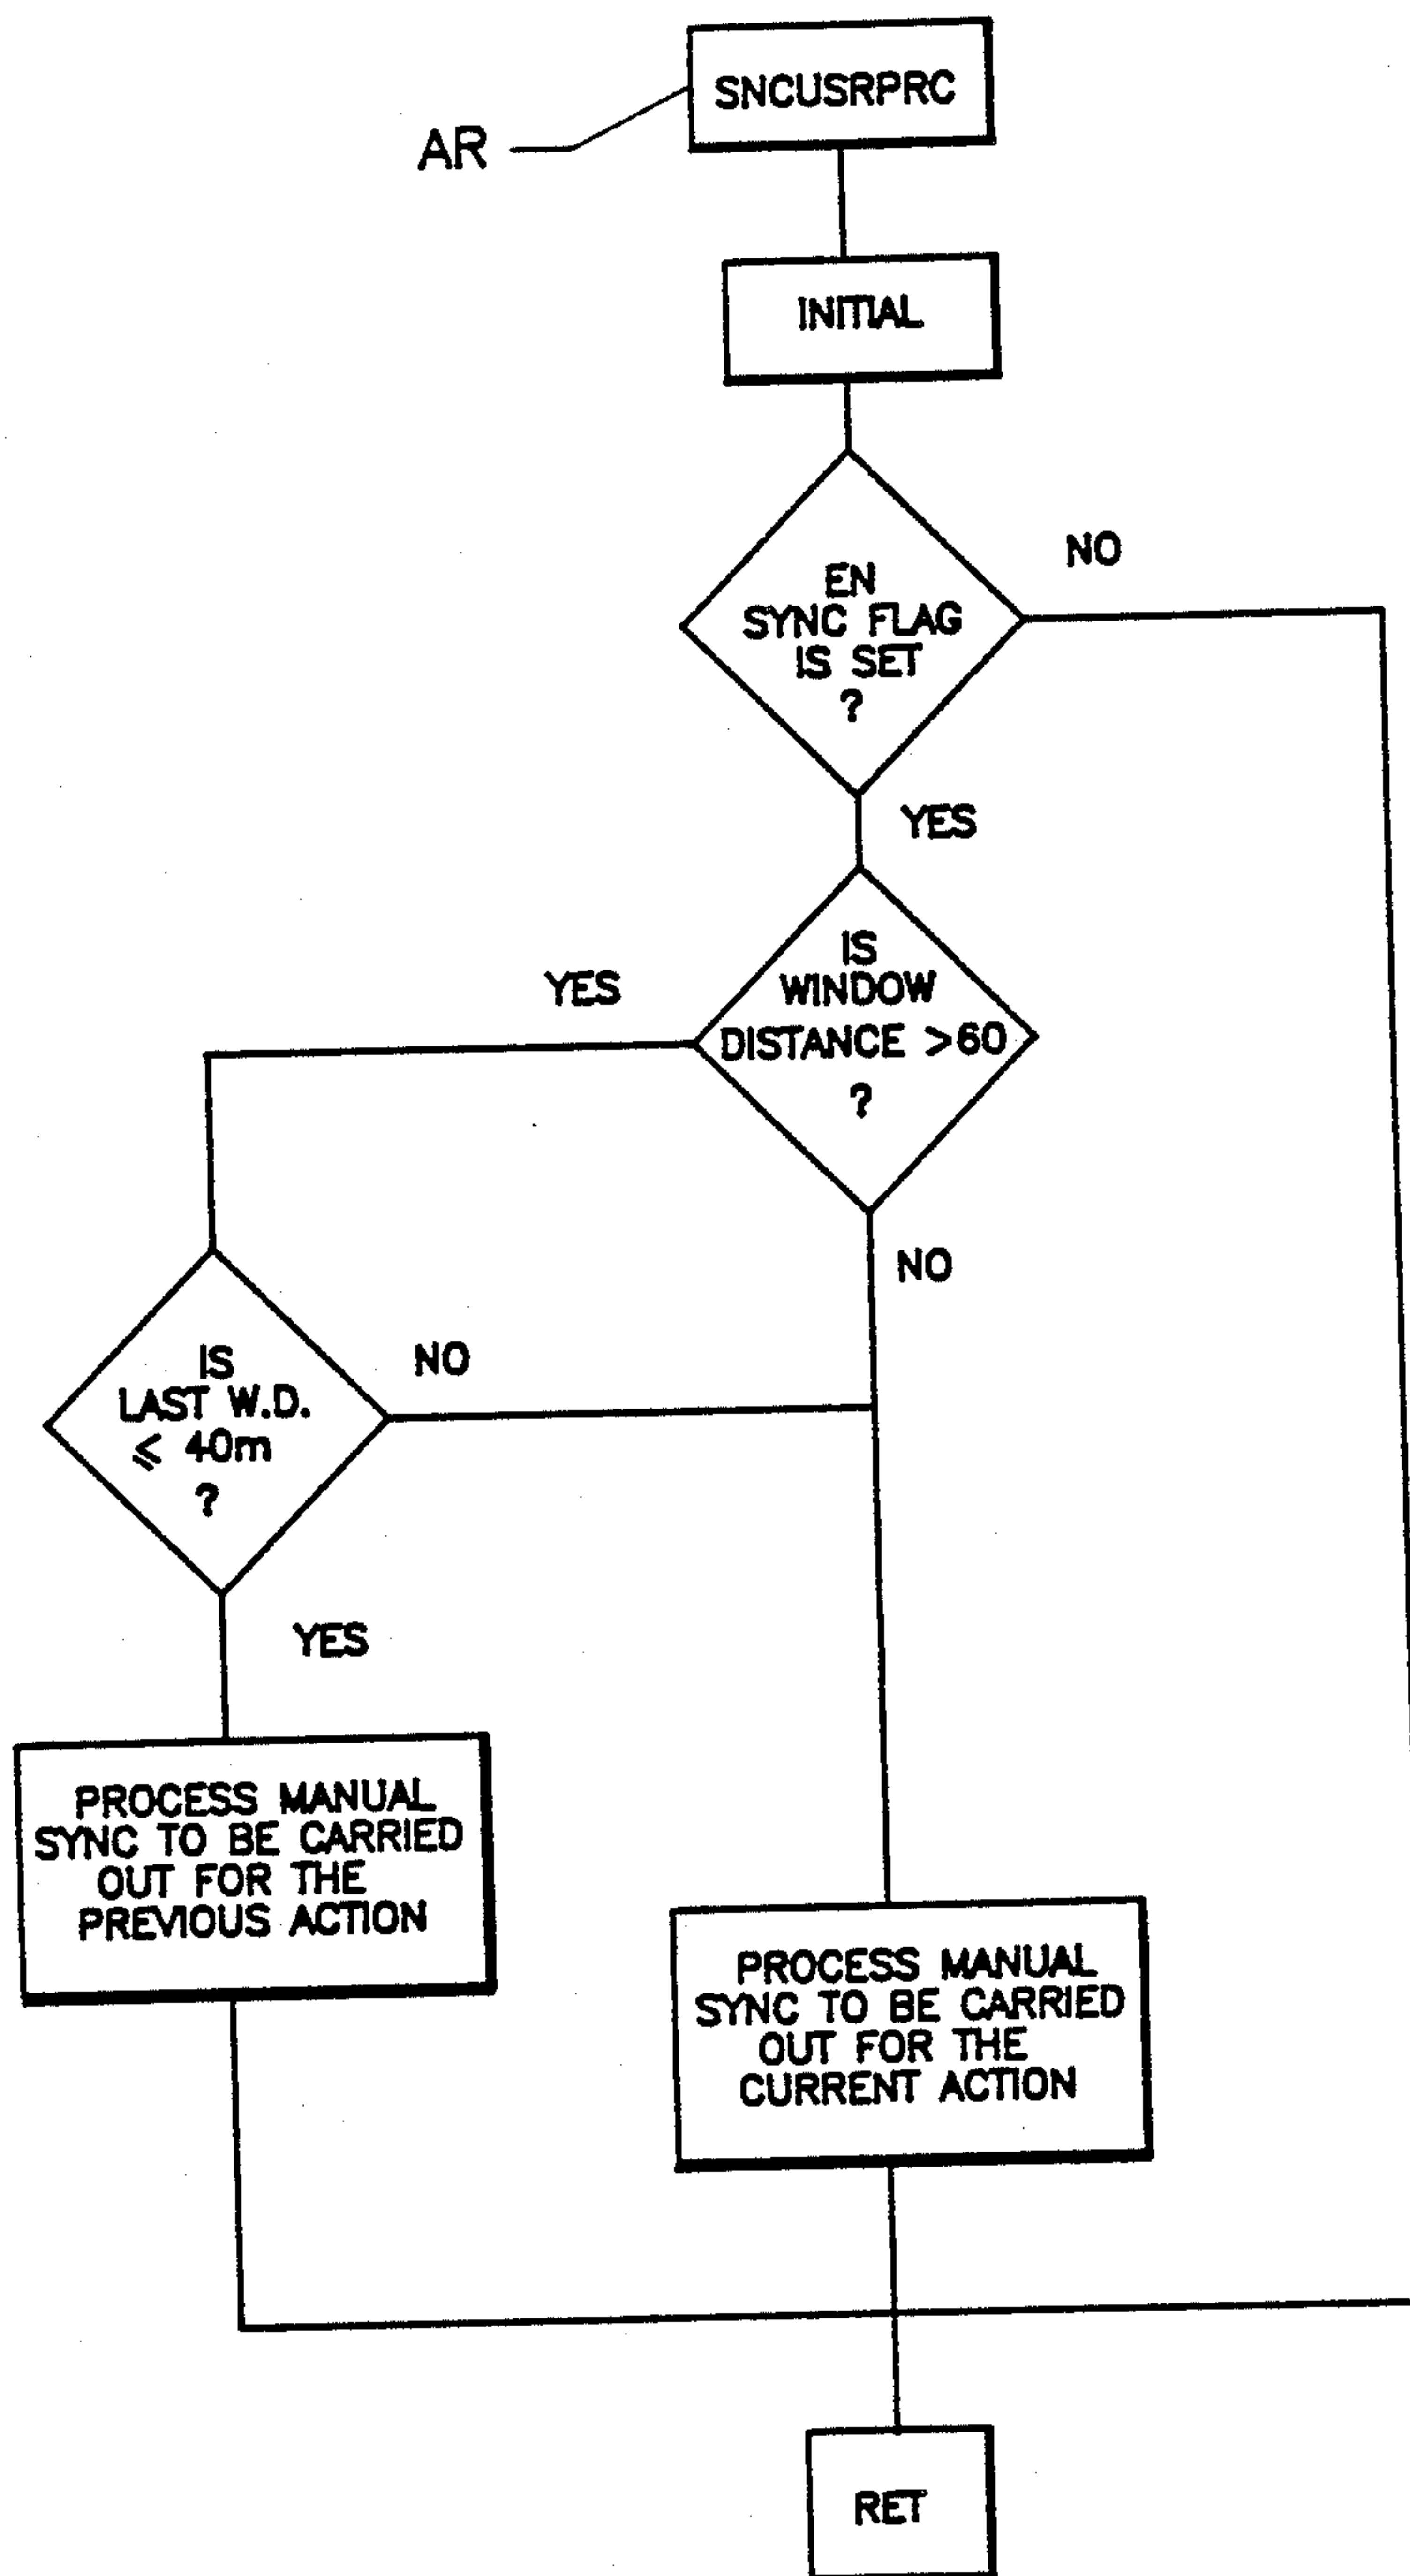 SNCUSRPRC
AR
INITIAL
EN
SYNC FLAG
IS SET
?
NO
YES
IS
WINDOW
DISTANCE >60
?
YES
NO
IS
LAST W.D.
≤ 40m
?
NO
YES
PROCESS MANUAL
SYNC TO BE CARRIED
OUT FOR THE
PREVIOUS ACTION
PROCESS MANUAL
SYNC TO BE CARRIED
OUT FOR THE
CURRENT ACTION
RET